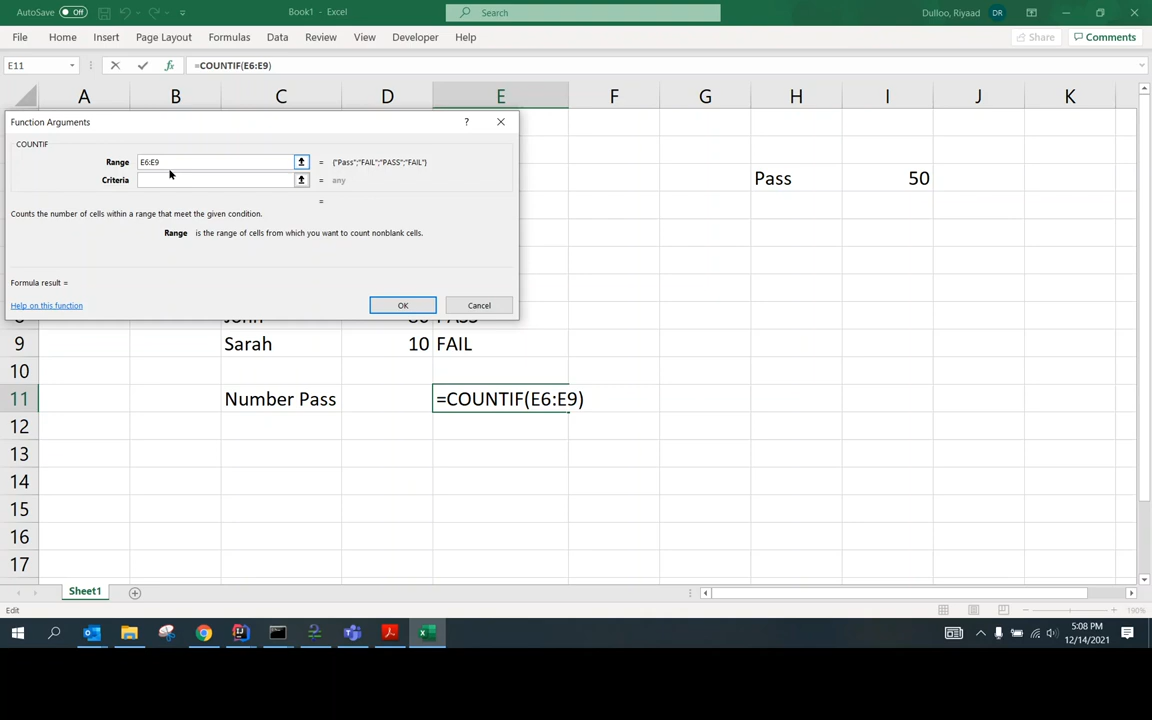 AutoSave Off Book1 - Excel Search Dulloo, Riyaad DR
File Home Insert Page Layout Formulas Data Review View Developer Help Share Comments
E11 fx =COUNTIF(E6:E9)
A B C D E F G H I J K
Function Arguments ?
COUNTIF
Range E6:E9 = {"Pass";"FAIL";"PASS";"FAIL"}
Criteria = any
=
Counts the number of cells within a range that meet the given condition.
Range is the range of cells from which you want to count nonblank cells.
Formula result =
Help on this function OK Cancel
Pass 50
9 Sarah 10 FAIL
10
11 Number Pass =COUNTIF(E6:E9)
12
13
14
15
16
17
Sheet1
Edit 190%
5:08 PM
12/14/2021